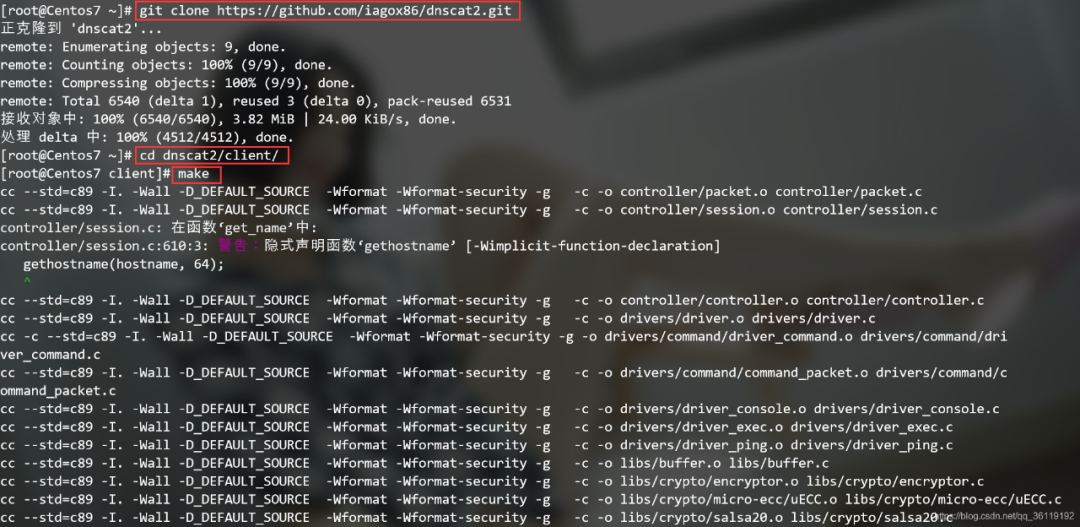 [root@Centos7 ~]# git clone https://github.com/iagox86/dnscat2.git
正克隆到 'dnscat2'...
remote: Enumerating objects: 9, done.
remote: Counting objects: 100% (9/9), done.
remote: Compressing objects: 100% (9/9), done.
remote: Total 6540 (delta 1), reused 3 (delta 0), pack-reused 6531
接收对象中: 100% (6540/6540), 3.82 MiB | 24.00 KiB/s, done.
处理 delta 中: 100% (4512/4512), done.
[root@Centos7 ~]# cd dnscat2/client/
[root@Centos7 client]# make
cc --std=c89 -I. -Wall -D_DEFAULT_SOURCE  -Wformat -Wformat-security -g   -c -o controller/packet.o controller/packet.c
cc --std=c89 -I. -Wall -D_DEFAULT_SOURCE  -Wformat -Wformat-security -g   -c -o controller/session.o controller/session.c
controller/session.c: 在函数‘get_name’中:
controller/session.c:610:3: 警告：隐式声明函数‘gethostname’ [-Wimplicit-function-declaration]
   gethostname(hostname, 64);
   ^
cc --std=c89 -I. -Wall -D_DEFAULT_SOURCE  -Wformat -Wformat-security -g   -c -o controller/controller.o controller/controller.c
cc --std=c89 -I. -Wall -D_DEFAULT_SOURCE  -Wformat -Wformat-security -g   -c -o drivers/driver.o drivers/driver.c
cc -c --std=c89 -I. -Wall -D_DEFAULT_SOURCE  -Wformat -Wformat-security -g -o drivers/command/driver_command.o drivers/command/dri
ver_command.c
cc --std=c89 -I. -Wall -D_DEFAULT_SOURCE  -Wformat -Wformat-security -g   -c -o drivers/command/command_packet.o drivers/command/c
ommand_packet.c
cc --std=c89 -I. -Wall -D_DEFAULT_SOURCE  -Wformat -Wformat-security -g   -c -o drivers/driver_console.o drivers/driver_console.c
cc --std=c89 -I. -Wall -D_DEFAULT_SOURCE  -Wformat -Wformat-security -g   -c -o drivers/driver_exec.o drivers/driver_exec.c
cc --std=c89 -I. -Wall -D_DEFAULT_SOURCE  -Wformat -Wformat-security -g   -c -o drivers/driver_ping.o drivers/driver_ping.c
cc --std=c89 -I. -Wall -D_DEFAULT_SOURCE  -Wformat -Wformat-security -g   -c -o libs/buffer.o libs/buffer.c
cc --std=c89 -I. -Wall -D_DEFAULT_SOURCE  -Wformat -Wformat-security -g   -c -o libs/crypto/encryptor.o libs/crypto/encryptor.c
cc --std=c89 -I. -Wall -D_DEFAULT_SOURCE  -Wformat -Wformat-security -g   -c -o libs/crypto/micro-ecc/uECC.o libs/crypto/micro-ecc/uECC.c
cc --std=c89 -I. -Wall -D_DEFAULT_SOURCE  -Wformat -Wformat-security -g   -c -o libs/crypto/salsa20.o libs/crypto/salsa20.c
https://blog.csdn.net/qq_36119192